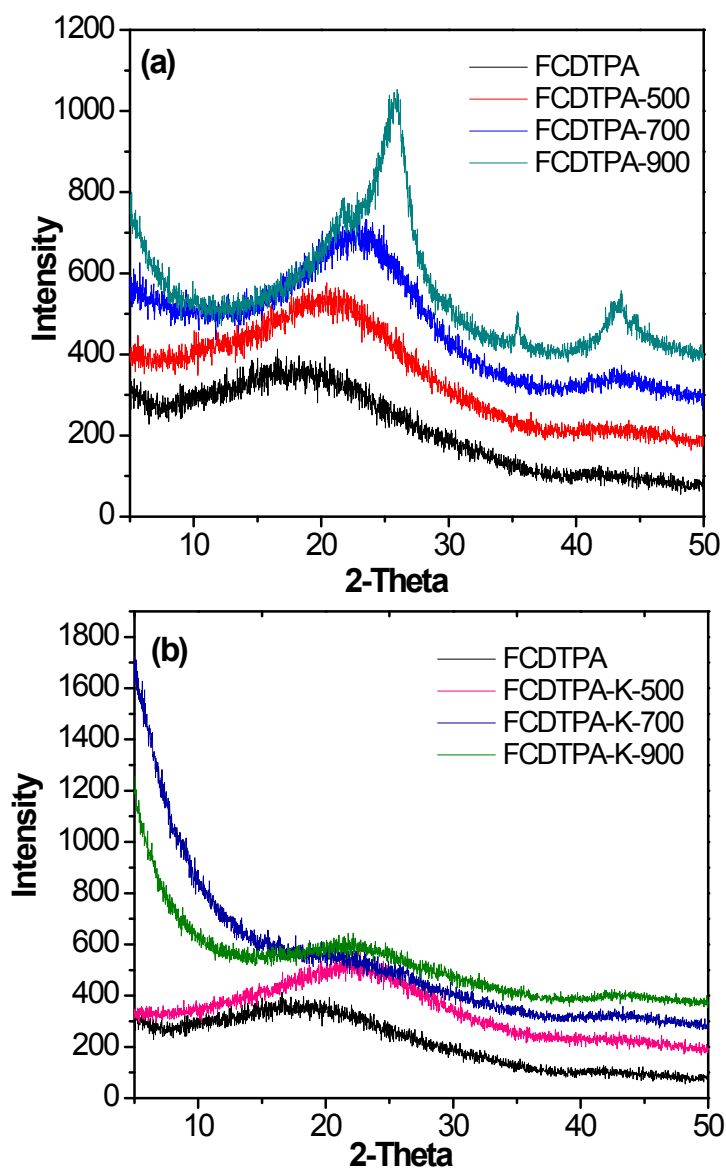 (a)
FCDTPA
FCDTPA-500
FCDTPA-700
FCDTPA-900
Intensity
1200
1000
800
600
400
200
0
10 20 30 40 50
2-Theta
(b)
FCDTPA
FCDTPA-K-500
FCDTPA-K-700
FCDTPA-K-900
Intensity
1800
1600
1400
1200
1000
800
600
400
200
0
10 20 30 40 50
2-Theta